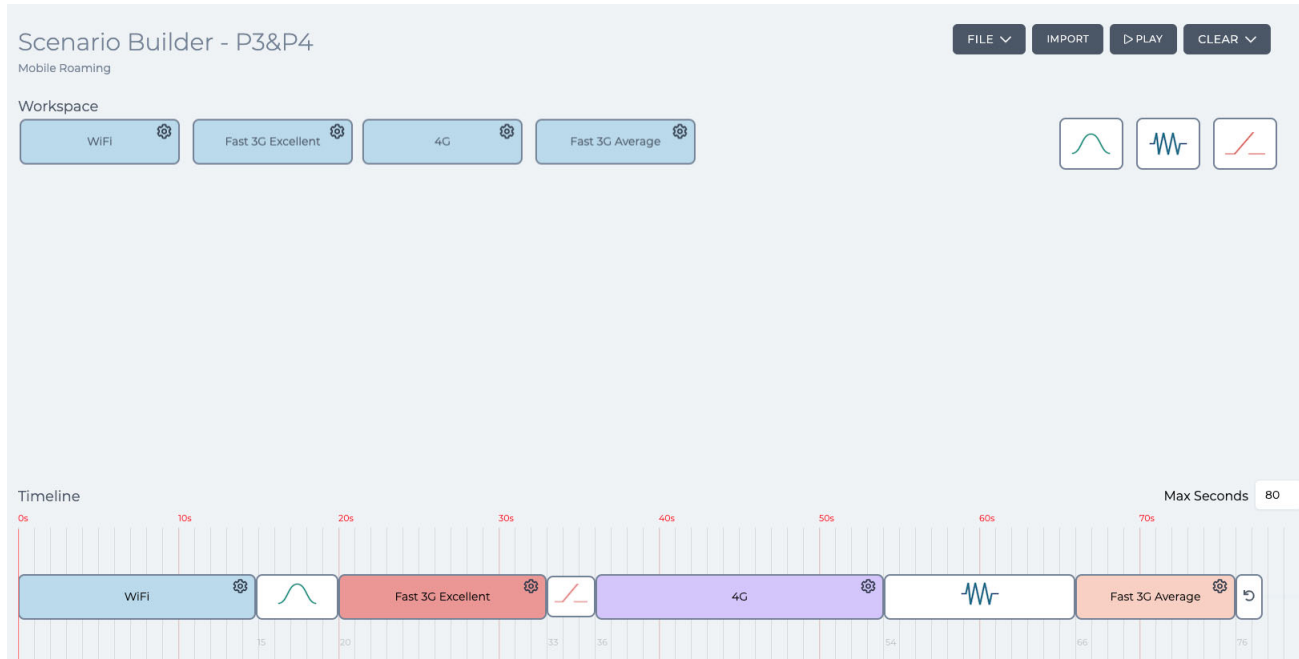 Scenario Builder - P3&P4
FILE IMPORT PLAY CLEAR
Mobile Roaming
Workspace
WiFi Fast 3G Excellent 4G Fast 3G Average
Timeline Max Seconds 80
0s 10s 20s 30s 40s 50s 60s 70s
WiFi Fast 3G Excellent 4G Fast 3G Average
15 20 33 36 54 66 76